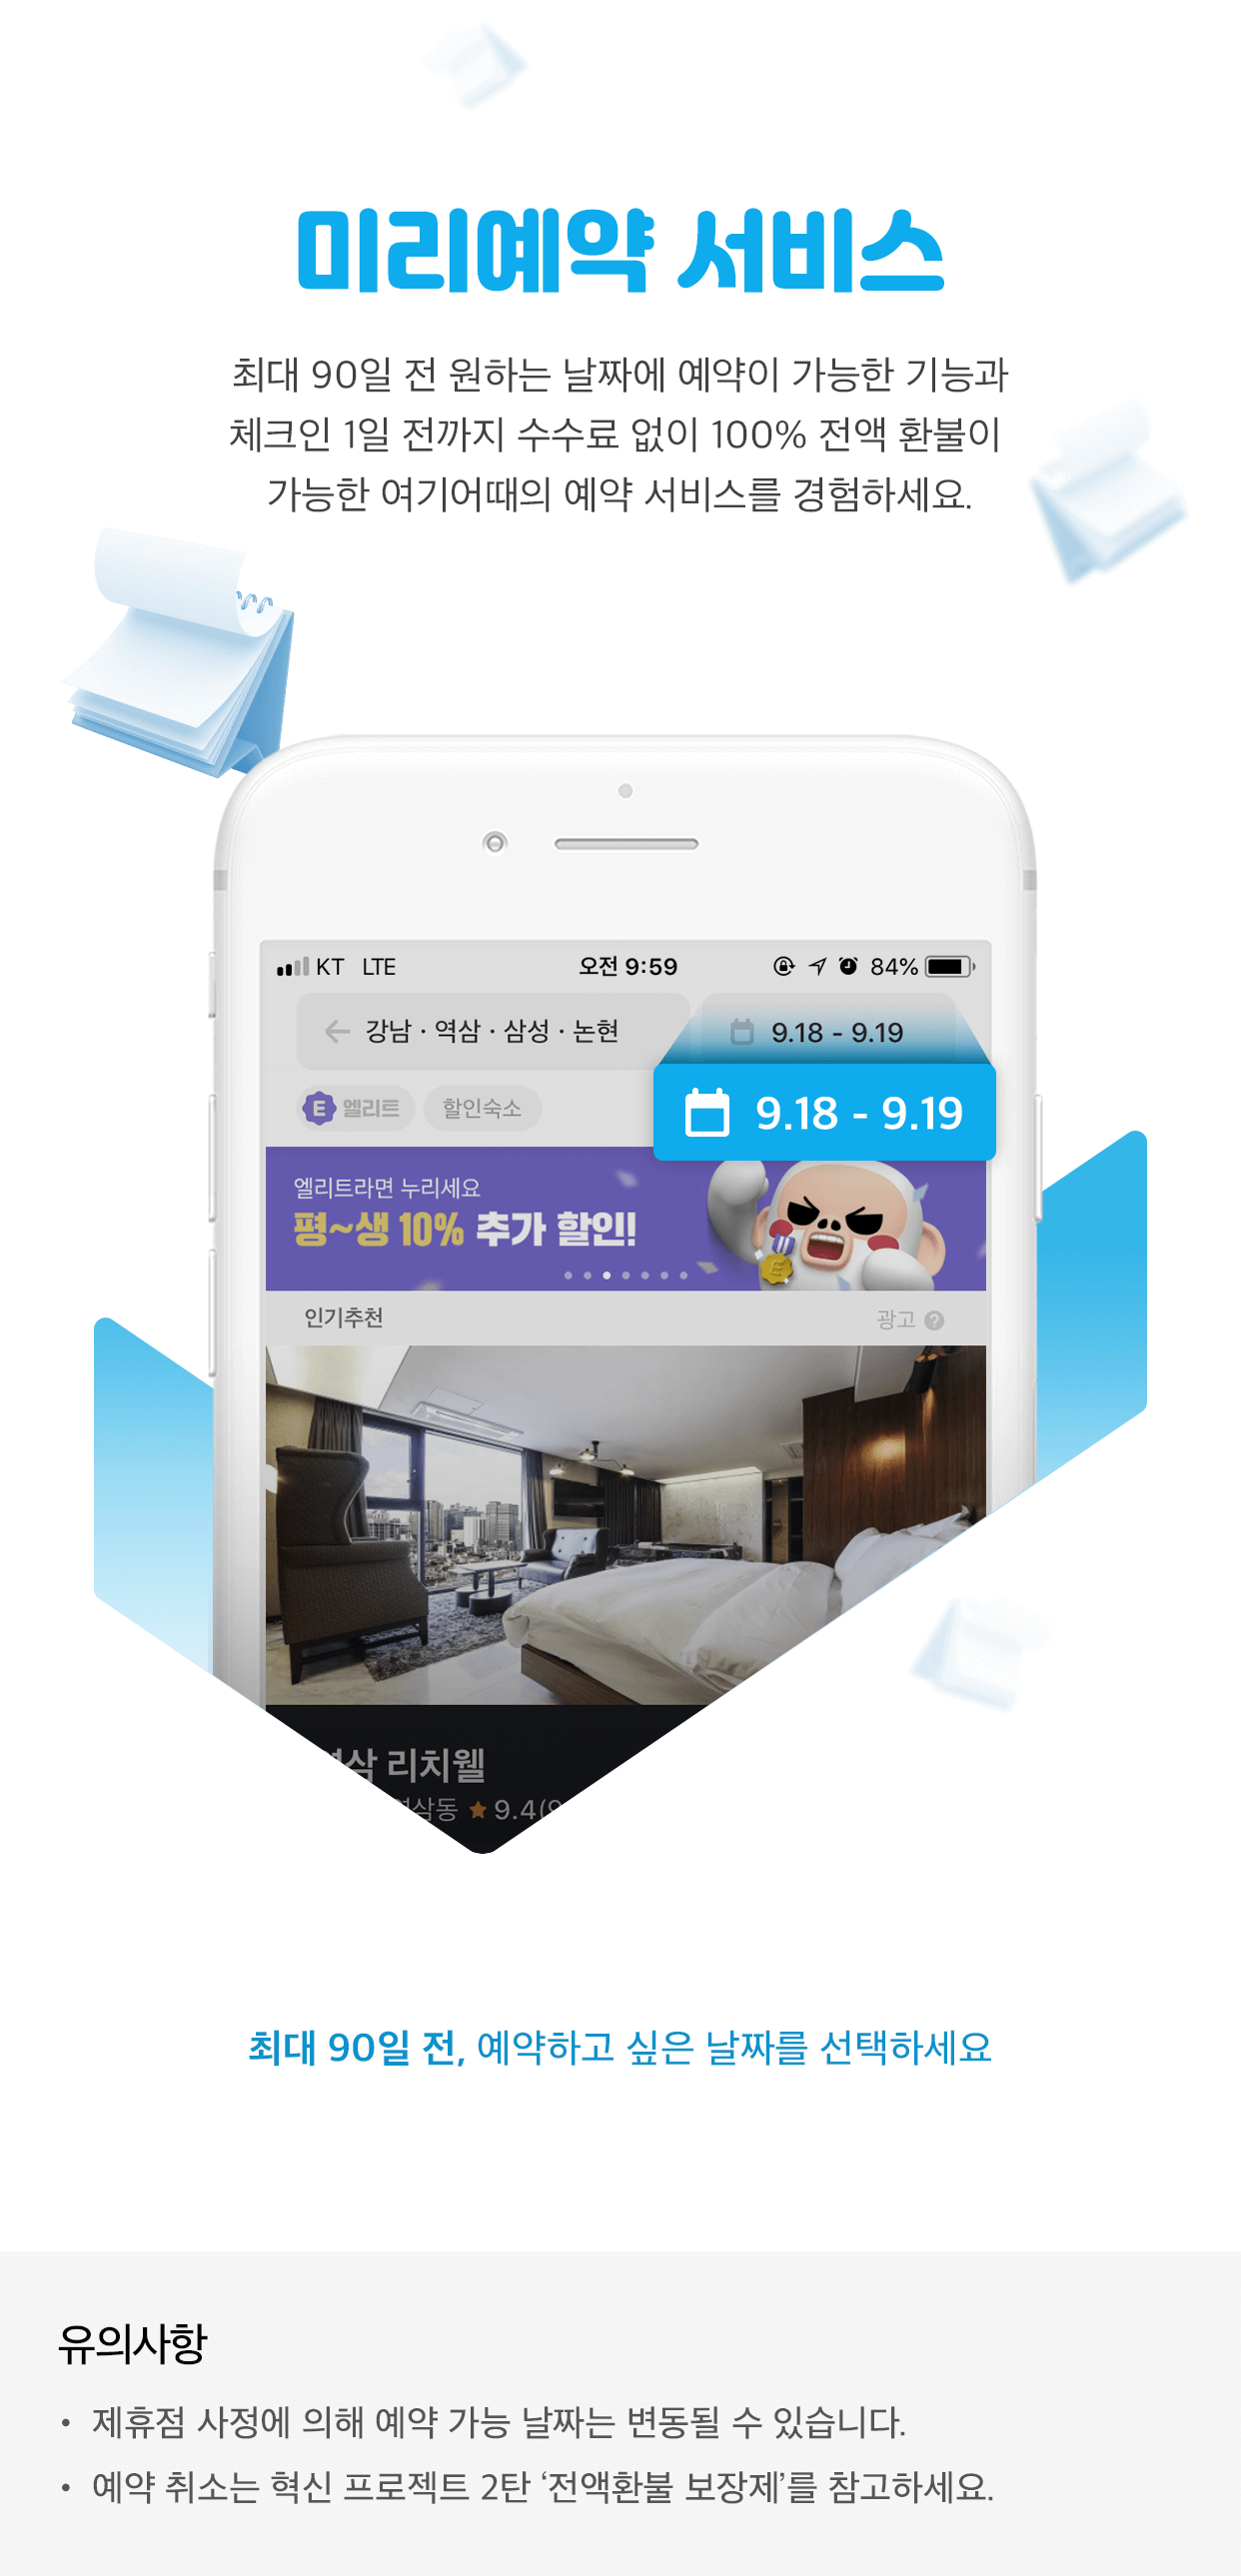 미리예약 서비스
최대 90일 전 원하는 날짜에 예약이 가능한 기능과
체크인 1일 전까지 수수료 없이 100% 전액 환불이
가능한 여기어때의 예약 서비스를 경험하세요.
KT LTE 오전 9:59 84%
강남 · 역삼 · 삼성 · 논현 9.18 - 9.19
9.18 - 9.19
E 엘리트 할인숙소
엘리트라면 누리세요
평~생 10% 추가 할인!
E
인기추천 광고 ?
리치웰
9.4
최대 90일 전, 예약하고 싶은 날짜를 선택하세요
유의사항
• 제휴점 사정에 의해 예약 가능 날짜는 변동될 수 있습니다.
• 예약 취소는 혁신 프로젝트 2탄 ‘전액환불 보장제’를 참고하세요.